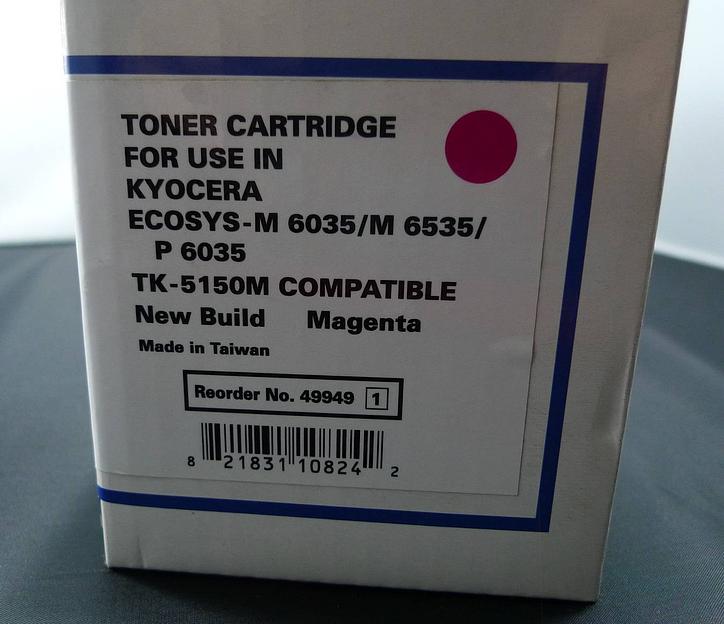 TONER CARTRIDGE
FOR USE IN
KYOCERA
ECOSYS-M 6035/M 6535/
P 6035
TK-5150M COMPATIBLE
New Build Magenta
Made in Taiwan
Reorder No. 49949 1
8 21831 10824 2